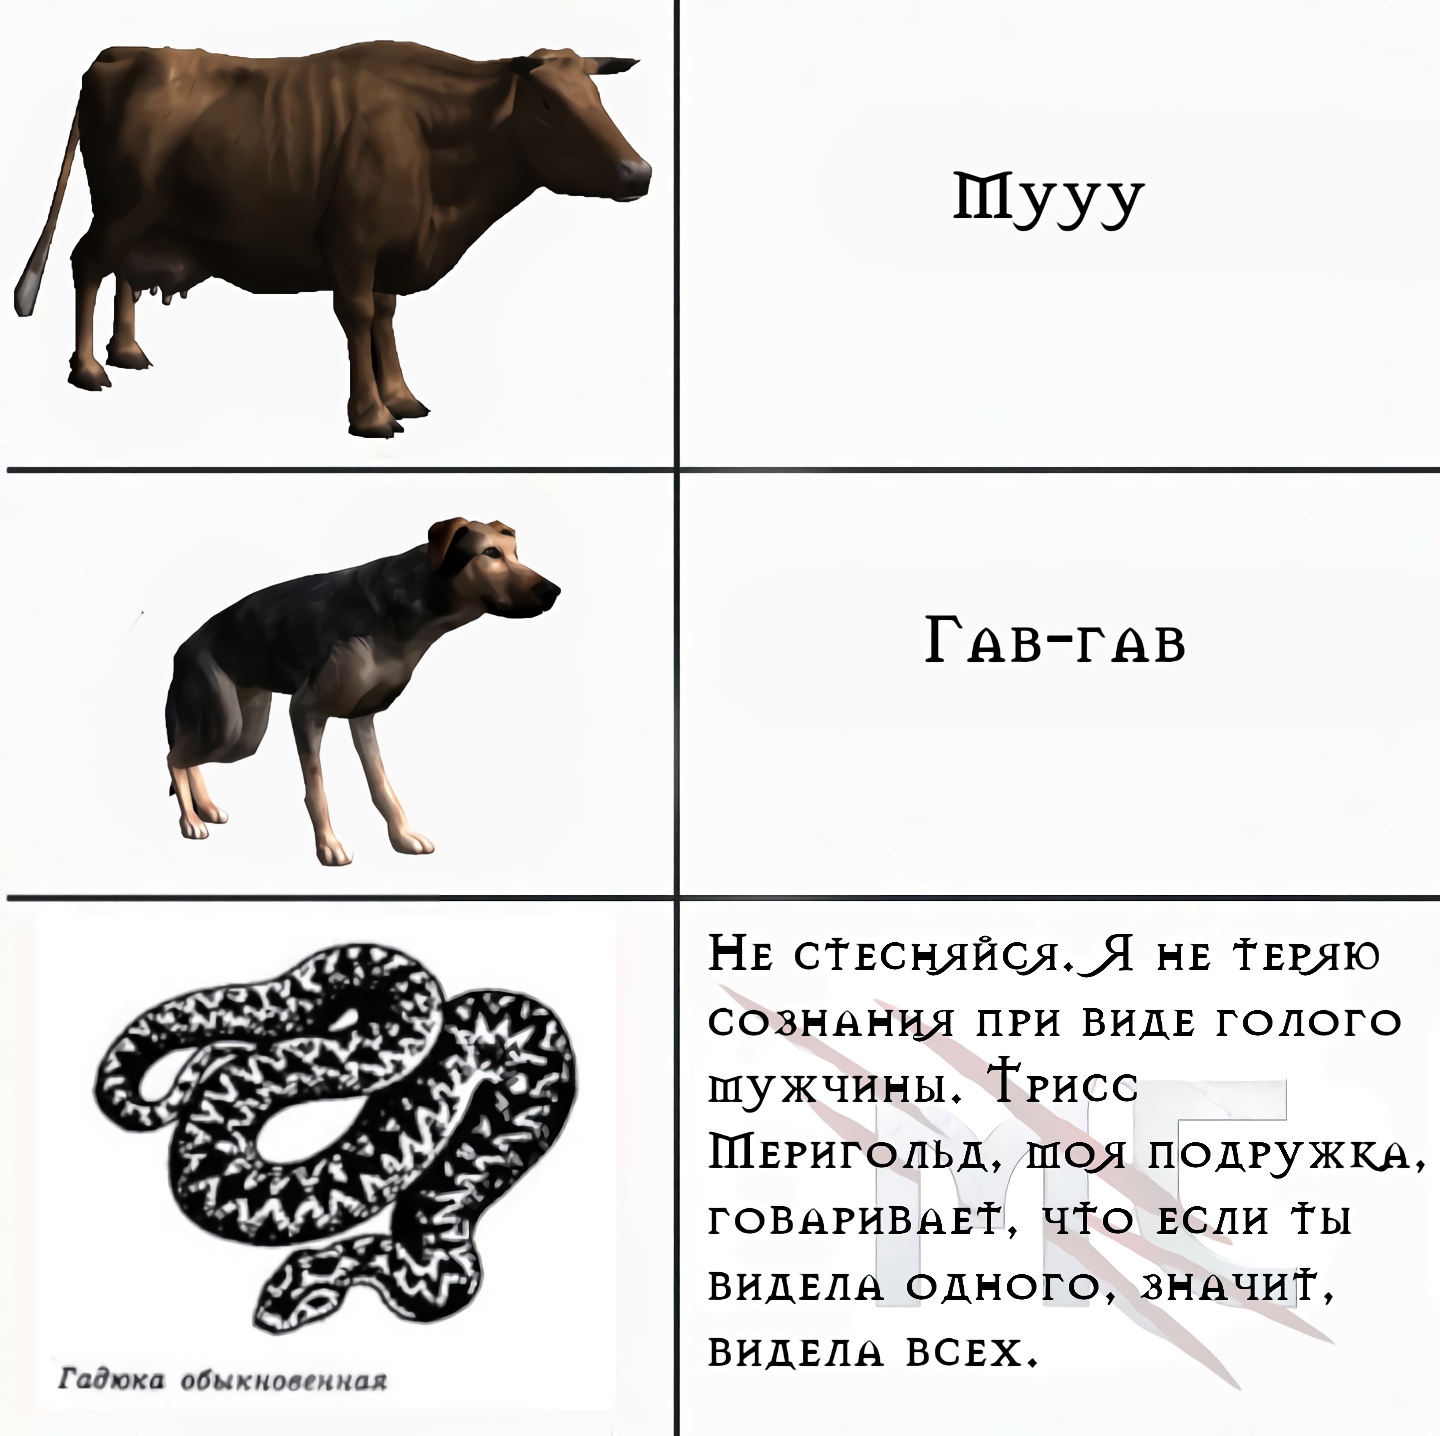 Мууу
Гав-гав
Не стесняйся. Я не теряю
сознания при виде голого
мужчины. Трисс
Меригольд, моя подружка,
говаривает, что если ты
видела одного, значит,
видела всех.
Гадюка обыкновенная